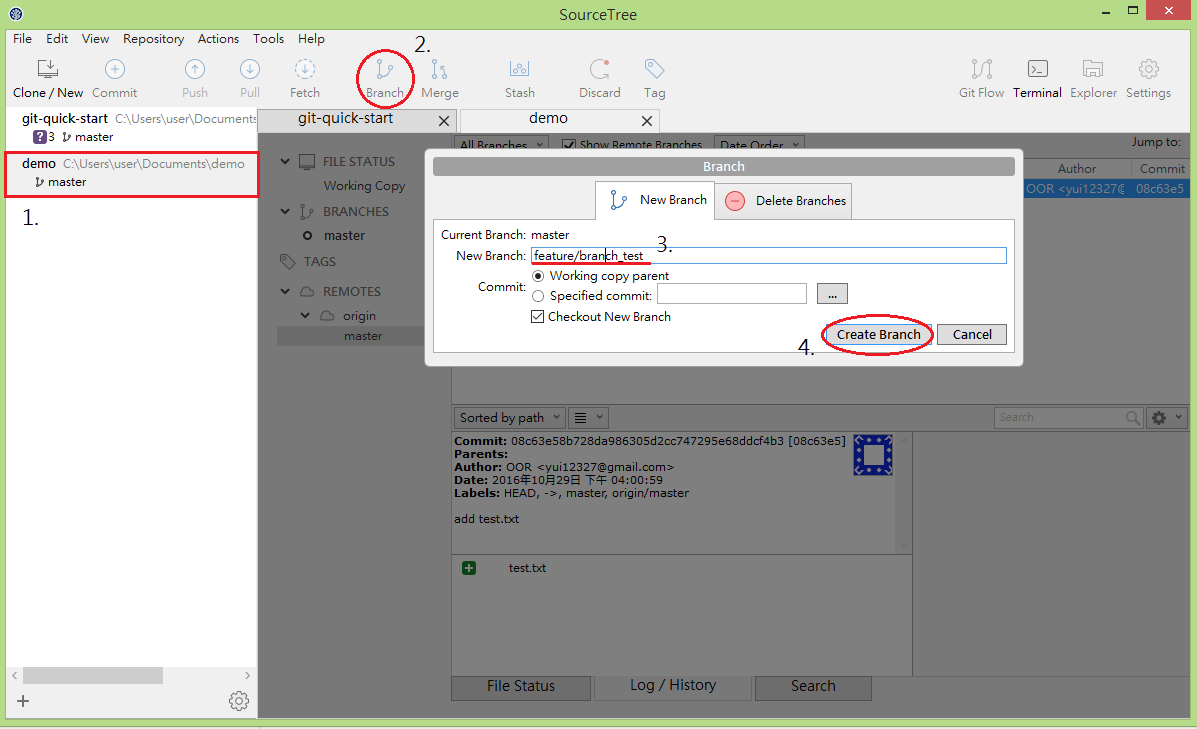 SourceTree
File Edit View Repository Actions Tools Help
2.
Clone / New Commit Push Pull Fetch Branch Merge Stash Discard Tag Git Flow Terminal Explorer Settings
git-quick-start C:\Users\user\Documents
? 3 master
demo C:\Users\user\Documents\demo
master
1.
git-quick-start demo
FILE STATUS
Working Copy
BRANCHES
master
TAGS
REMOTES
origin
master
All Branches Show Remote Branches Date Order Jump to:
Author Commit
OOR <yui12327@ 08c63e5
Branch
New Branch Delete Branches
Current Branch: master
New Branch: feature/branch_test
3.
Commit: Working copy parent
Specified commit: ...
Checkout New Branch
4.
Create Branch Cancel
Sorted by path Search
Commit: 08c63e58b728da986305d2cc747295e68ddcf4b3 [08c63e5]
Parents:
Author: OOR <yui12327@gmail.com>
Date: 2016年10月29日 下午 04:00:59
Labels: HEAD, ->, master, origin/master
add test.txt
test.txt
File Status Log / History Search